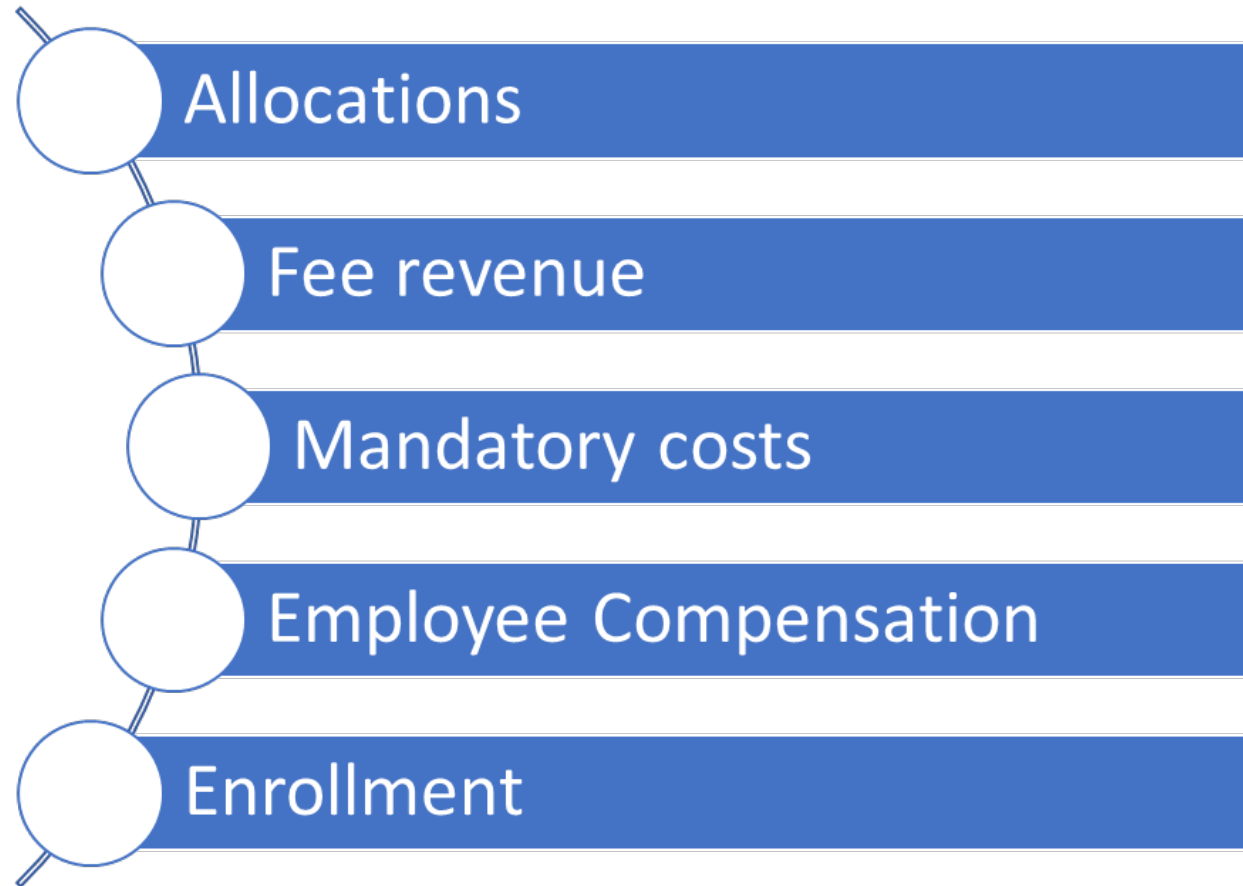 Allocations
Fee revenue
Mandatory costs
Employee Compensation
Enrollment